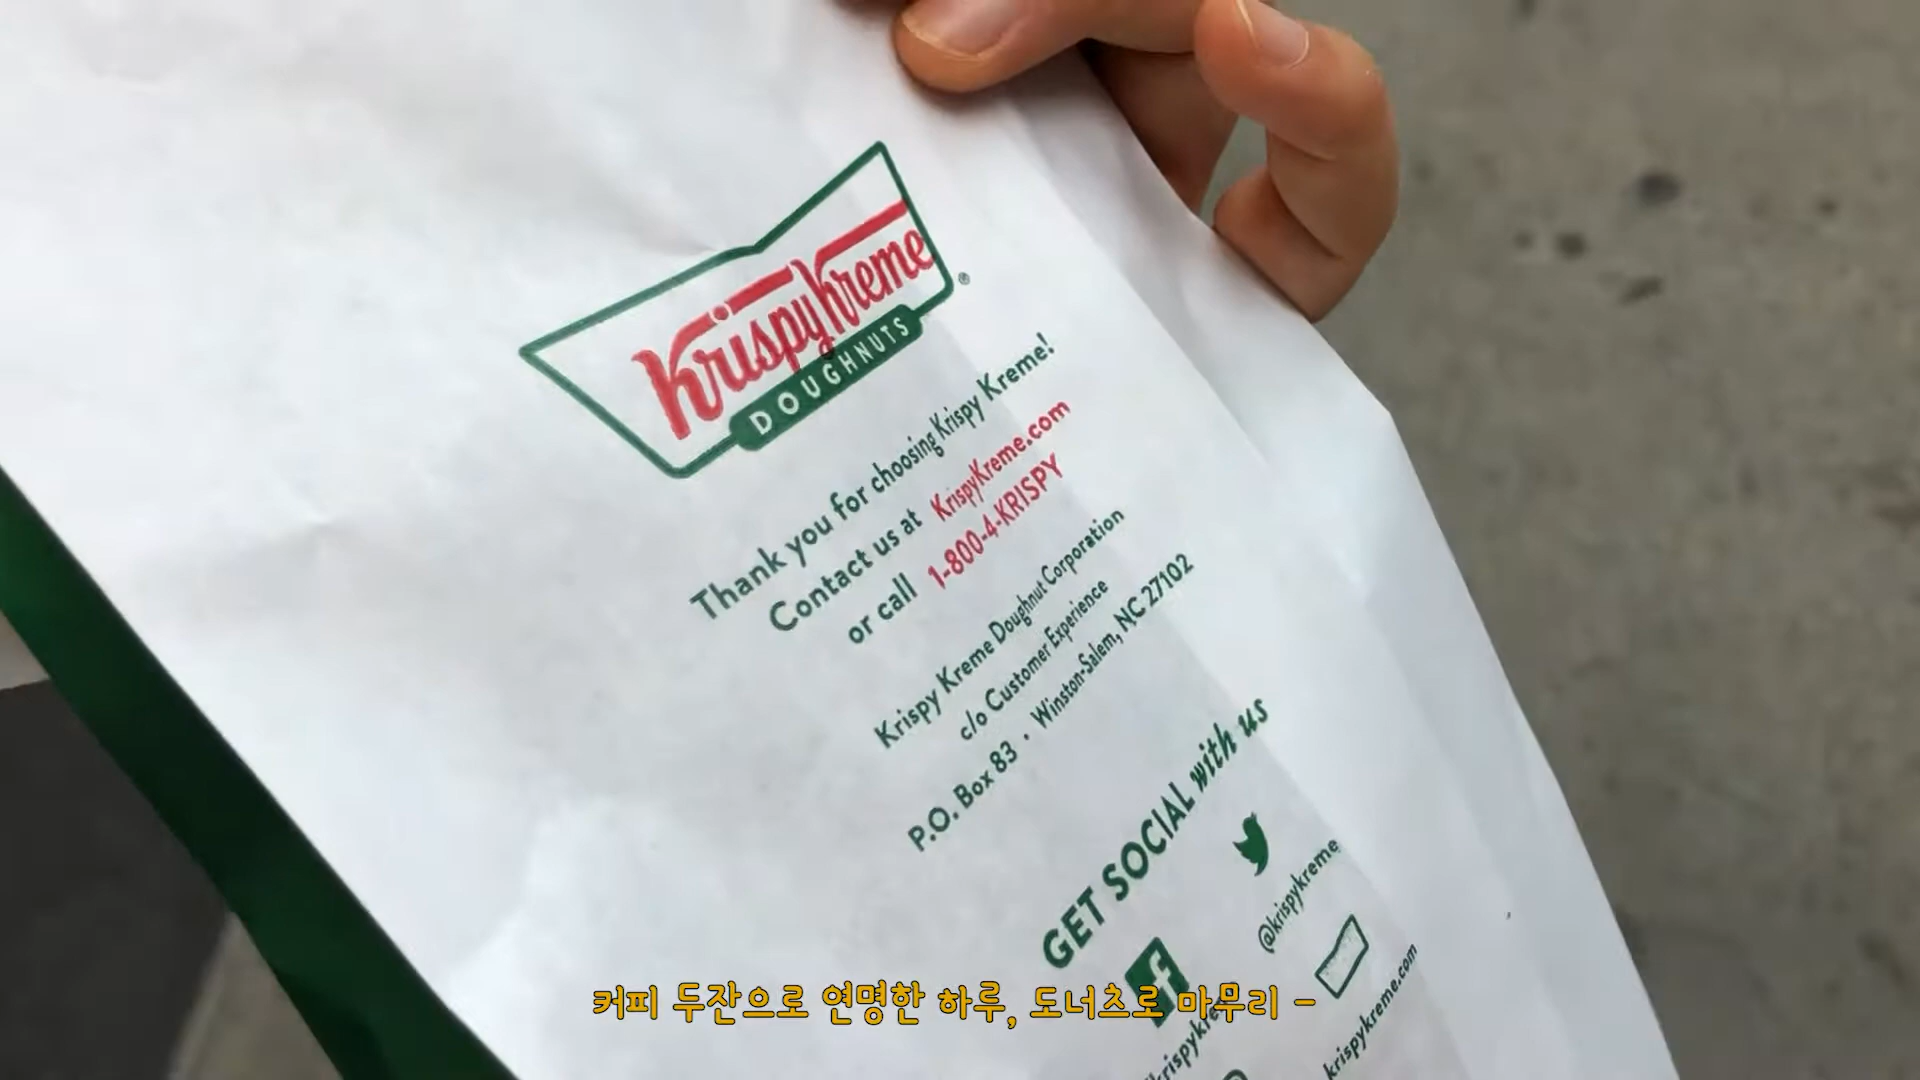 Krispy Kreme
DOUGHNUTS
®
Thank you for choosing Krispy Kreme!
Contact us at KrispyKreme.com
or call 1-800-4-KRISPY
Krispy Kreme Doughnut Corporation
c/o Customer Experience
P.O. Box 83 · Winston-Salem, NC 27102
GET SOCIAL with us
@krispykreme
krispykreme.com
커피 두잔으로 연명한 하루, 도너츠로 마무리 -